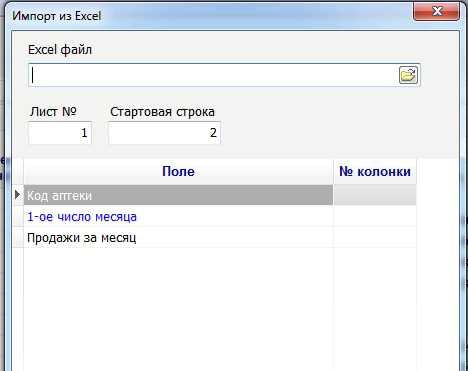 Импорт из Excel
Excel файл
Лист № Стартовая строка
1 2
Поле № колонки
Код аптеки
1-ое число месяца
Продажи за месяц